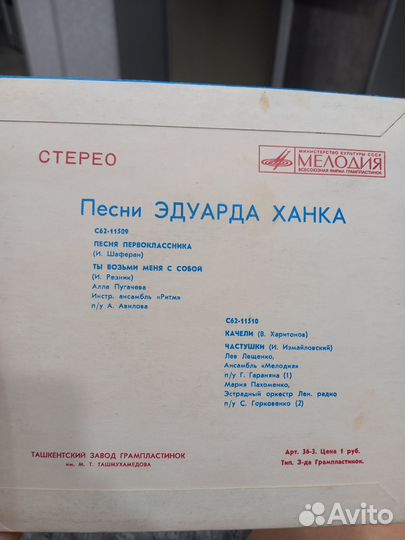 СТЕРЕО
МИНИСТЕРСТВО КУЛЬТУРЫ СССР
МЕЛОДИЯ
ВСЕСОЮЗНАЯ ФИРМА ГРАМПЛАСТИНОК
Песни ЭДУАРДА ХАНКА
С62-11509
ПЕСНЯ ПЕРВОКЛАССНИКА
(И. Шаферан)
ТЫ ВОЗЬМИ МЕНЯ С СОБОЙ
(И. Резник)
Алла Пугачева
Инстр. ансамбль «Ритм»
п/у А. Авилова
С62-11510
КАЧЕЛИ (В. Харитонов)
ЧАСТУШКИ (И. Измайловский)
Лев Лещенко,
Ансамбль «Мелодия»
п/у Г. Гараняна (1)
Мария Пахоменко,
Эстрадный оркестр Лен. радио
п/у С. Горковенко (2)
ТАШКЕНТСКИЙ ЗАВОД ГРАМПЛАСТИНОК
им. М. Т. ТАШМУХАМЕДОВА
Арт. 36-3. Цена 1 руб.
Тип. З-да Грампластинок.
Avito